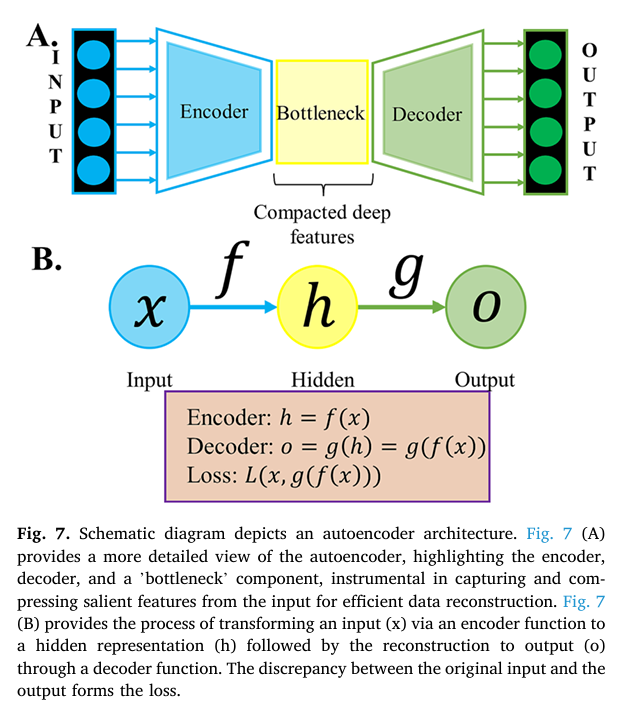 A.
INPUT
Encoder
Bottleneck
Decoder
OUTPUT
Compacted deep
features
B.
f
g
x
h
o
Input
Hidden
Output
Encoder: h = f(x)
Decoder: o = g(h) = g(f(x))
Loss: L(x, g(f(x)))
Fig. 7. Schematic diagram depicts an autoencoder architecture. Fig. 7 (A)
provides a more detailed view of the autoencoder, highlighting the encoder,
decoder, and a ’bottleneck’ component, instrumental in capturing and com-
pressing salient features from the input for efficient data reconstruction. Fig. 7
(B) provides the process of transforming an input (x) via an encoder function to
a hidden representation (h) followed by the reconstruction to output (o)
through a decoder function. The discrepancy between the original input and the
output forms the loss.